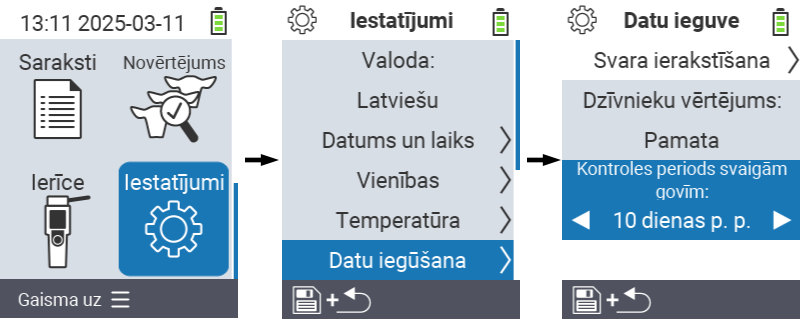 13:11 2025-03-11
Saraksti
Novērtējums
Ierīce
Iestatījumi
Gaisma uz
Iestatījumi
Valoda:
Latviešu
Datums un laiks
Vienības
Temperatūra
Datu iegūšana
+
Datu ieguve
Svara ierakstīšana
Dzīvnieku vērtējums:
Pamata
Kontroles periods svaigām
govīm:
10 dienas p. p.
+